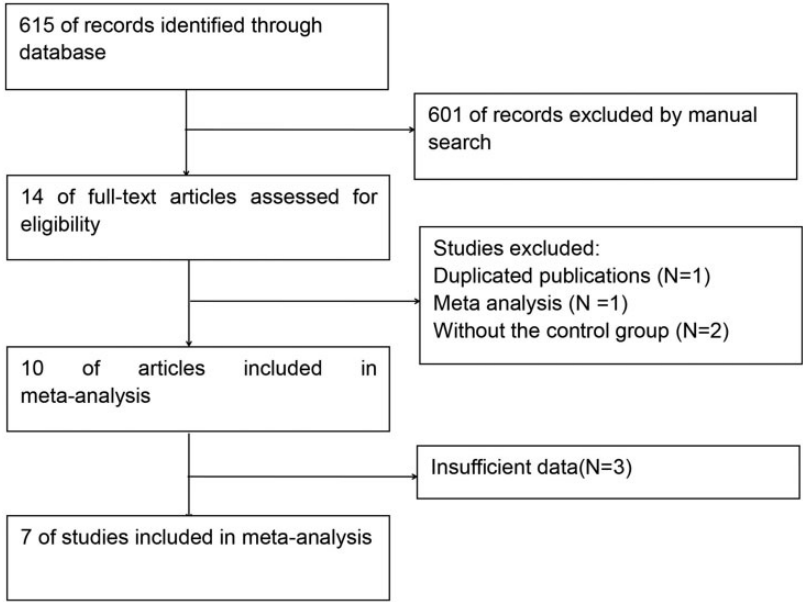 615 of records identified through
database
601 of records excluded by manual
search
14 of full-text articles assessed for
eligibility
Studies excluded:
Duplicated publications (N=1)
Meta analysis (N =1)
Without the control group (N=2)
10 of articles included in
meta-analysis
Insufficient data(N=3)
7 of studies included in meta-analysis